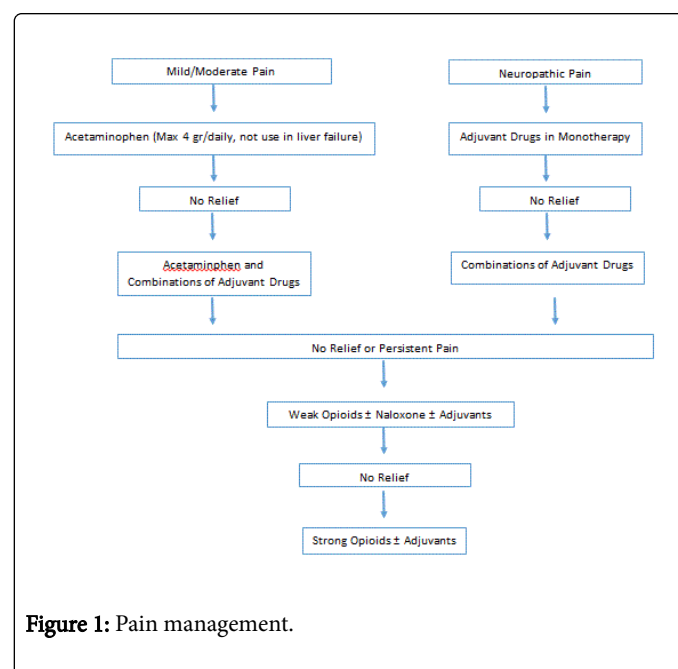 Mild/Moderate Pain
Neuropathic Pain
Acetaminophen (Max 4 gr/daily, not use in liver failure)
Adjuvant Drugs in Monotherapy
No Relief
No Relief
Acetaminphen and
Combinations of Adjuvant Drugs
Combinations of Adjuvant Drugs
No Relief or Persistent Pain
Weak Opioids ± Naloxone ± Adjuvants
No Relief
Strong Opioids ± Adjuvants
Figure 1: Pain management.